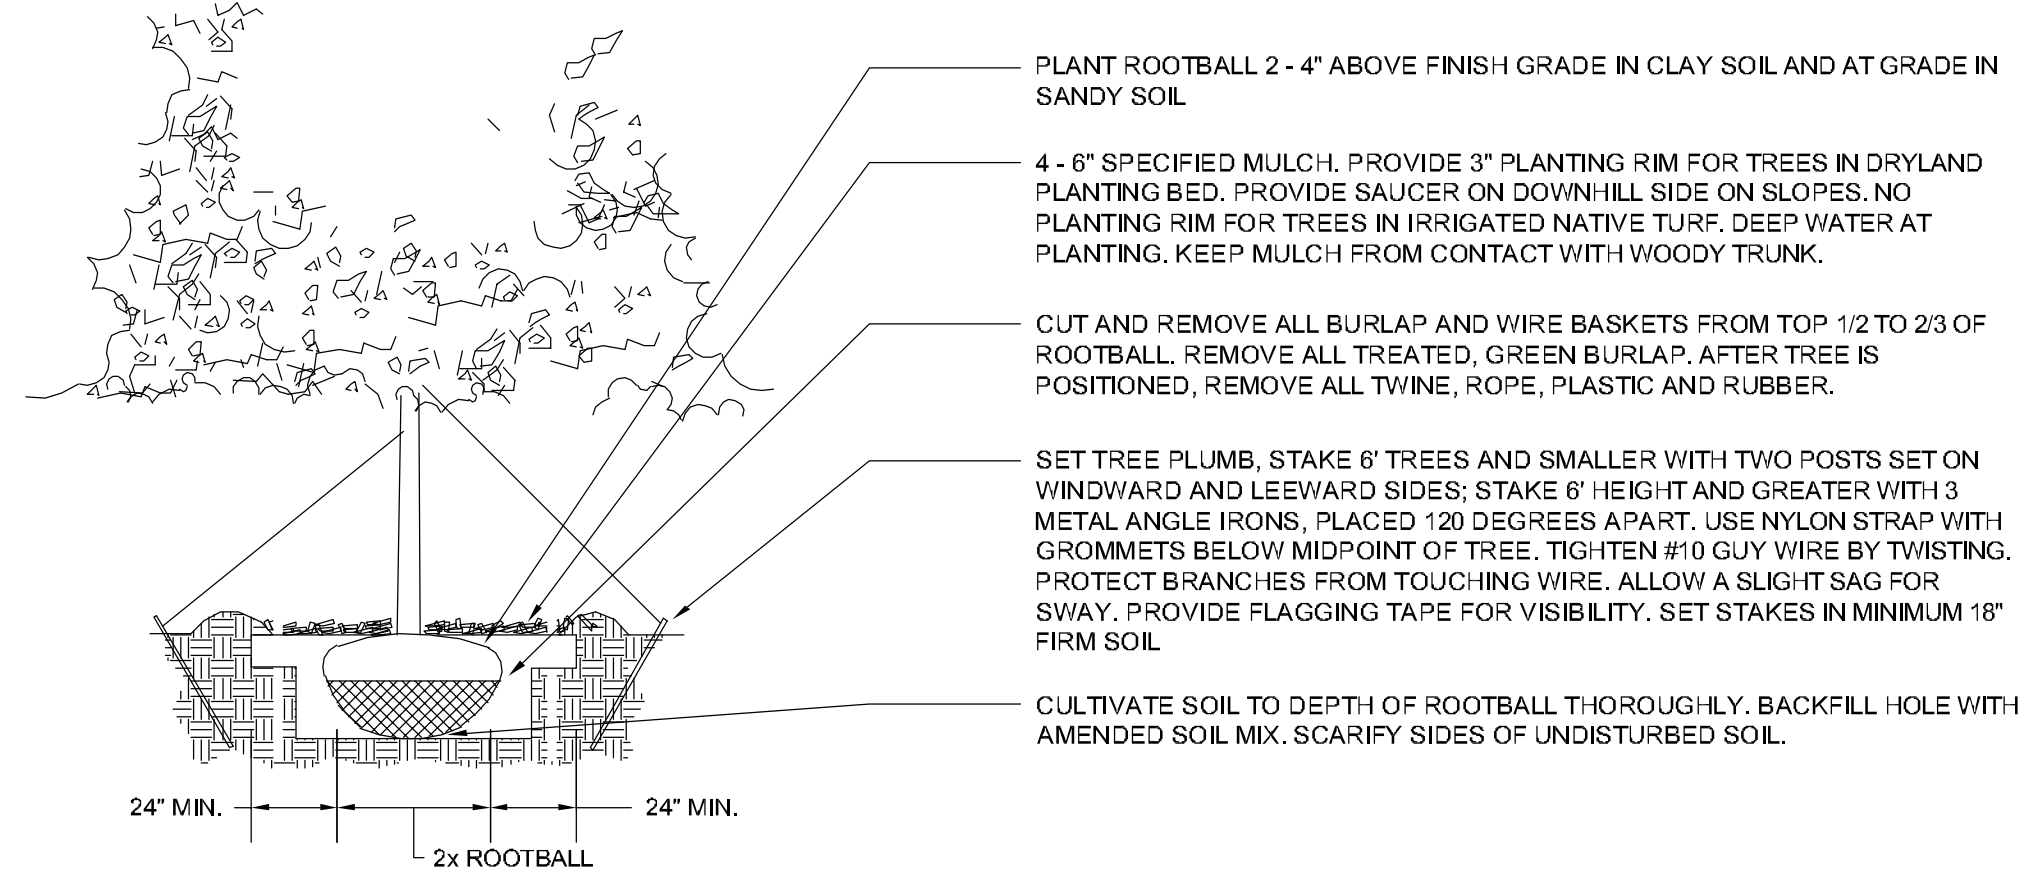 PLANT ROOTBALL 2 - 4" ABOVE FINISH GRADE IN CLAY SOIL AND AT GRADE IN
SANDY SOIL
4 - 6" SPECIFIED MULCH. PROVIDE 3" PLANTING RIM FOR TREES IN DRYLAND
PLANTING BED. PROVIDE SAUCER ON DOWNHILL SIDE ON SLOPES. NO
PLANTING RIM FOR TREES IN IRRIGATED NATIVE TURF. DEEP WATER AT
PLANTING. KEEP MULCH FROM CONTACT WITH WOODY TRUNK.
CUT AND REMOVE ALL BURLAP AND WIRE BASKETS FROM TOP 1/2 TO 2/3 OF
ROOTBALL. REMOVE ALL TREATED, GREEN BURLAP. AFTER TREE IS
POSITIONED, REMOVE ALL TWINE, ROPE, PLASTIC AND RUBBER.
SET TREE PLUMB, STAKE 6' TREES AND SMALLER WITH TWO POSTS SET ON
WINDWARD AND LEEWARD SIDES; STAKE 6' HEIGHT AND GREATER WITH 3
METAL ANGLE IRONS, PLACED 120 DEGREES APART. USE NYLON STRAP WITH
GROMMETS BELOW MIDPOINT OF TREE. TIGHTEN #10 GUY WIRE BY TWISTING.
PROTECT BRANCHES FROM TOUCHING WIRE. ALLOW A SLIGHT SAG FOR
SWAY. PROVIDE FLAGGING TAPE FOR VISIBILITY. SET STAKES IN MINIMUM 18"
FIRM SOIL
CULTIVATE SOIL TO DEPTH OF ROOTBALL THOROUGHLY. BACKFILL HOLE WITH
AMENDED SOIL MIX. SCARIFY SIDES OF UNDISTURBED SOIL.
24" MIN.
24" MIN.
2x ROOTBALL